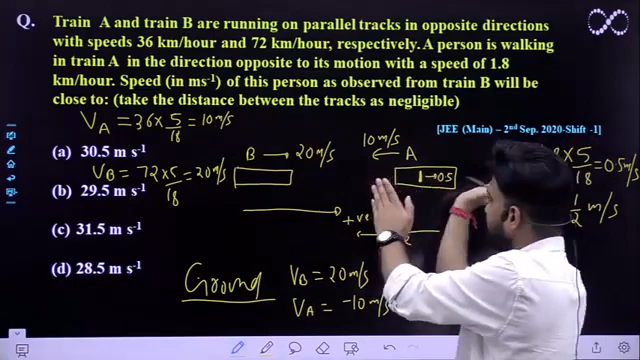 Q. Train A and train B are running on parallel tracks in opposite directions
with speeds 36 km/hour and 72 km/hour, respectively. A person is walking
in train A in the direction opposite to its motion with a speed of 1.8
km/hour. Speed (in ms⁻¹) of this person as observed from train B will be
close to: (take the distance between the tracks as negligible)
V_A = 36 × 5/18 = 10 m/s
[JEE (Main) – 2nd Sep. 2020-Shift -1]
(a) 30.5 m s⁻¹
V_B = 72 × 5/18 = 20 m/s
(b) 29.5 m s⁻¹
(c) 31.5 m s⁻¹
(d) 28.5 m s⁻¹
B → 20 m/s
10 m/s
← A
→ 0.5
× 5/18 = 0.5 m/s
1/2 m/s
+ve
Ground
V_B = 20 m/s
V_A = -10 m/s